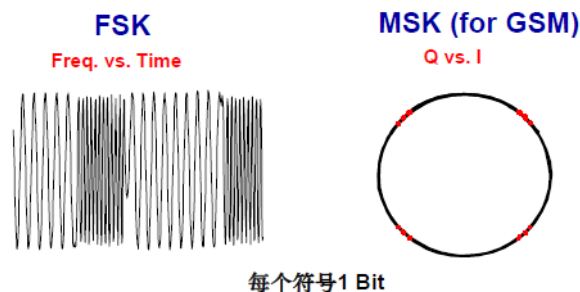 FSK
Freq. vs. Time
MSK (for GSM)
Q vs. I
每个符号1 Bit